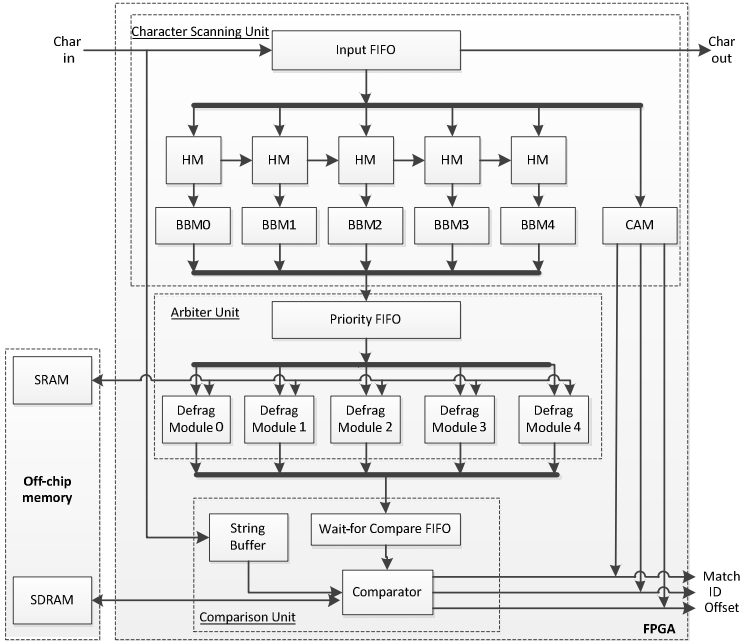 Character Scanning Unit
Char
in
Input FIFO
Char
out
HM
HM
HM
HM
HM
BBM0
BBM1
BBM2
BBM3
BBM4
CAM
Arbiter Unit
Priority FIFO
SRAM
Defrag
Module 0
Defrag
Module 1
Defrag
Module 2
Defrag
Module 3
Defrag
Module 4
Off-chip
memory
String
Buffer
Wait-for Compare FIFO
SDRAM
Comparator
Match
ID
Offset
Comparison Unit
FPGA